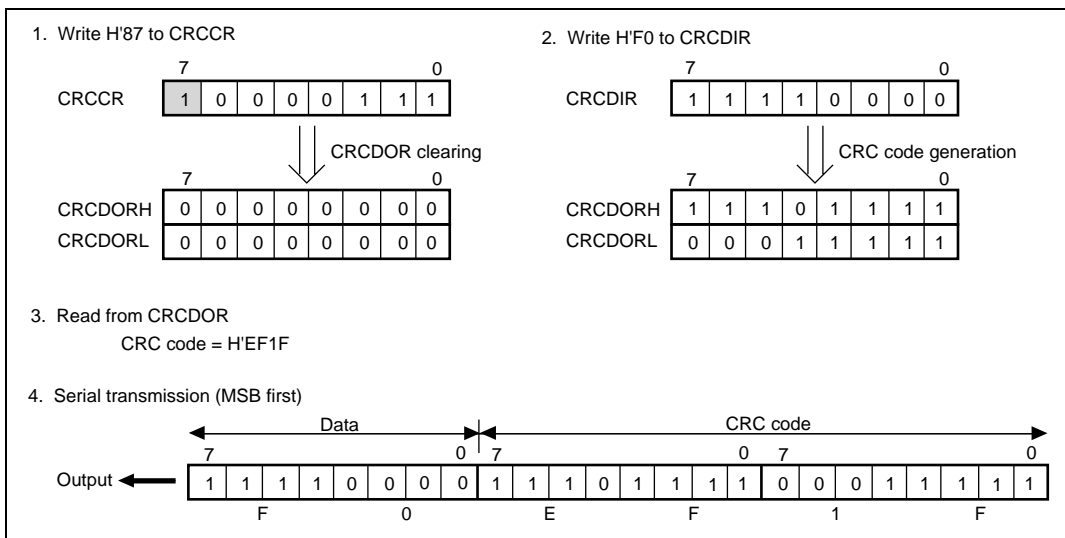 1. Write H'87 to CRCCR
7 0
CRCCR 1 0 0 0 0 1 1 1
CRCDOR clearing
7 0
CRCDORH 0 0 0 0 0 0 0 0
CRCDORL 0 0 0 0 0 0 0 0
2. Write H'F0 to CRCDIR
7 0
CRCDIR 1 1 1 1 0 0 0 0
CRC code generation
7 0
CRCDORH 1 1 1 0 1 1 1 1
CRCDORL 0 0 0 1 1 1 1 1
3. Read from CRCDOR
CRC code = H'EF1F
4. Serial transmission (MSB first)
Data CRC code
7 0 7 0 7 0
Output 1 1 1 1 0 0 0 0 1 1 1 0 1 1 1 1 0 0 0 1 1 1 1 1
F 0 E F 1 F